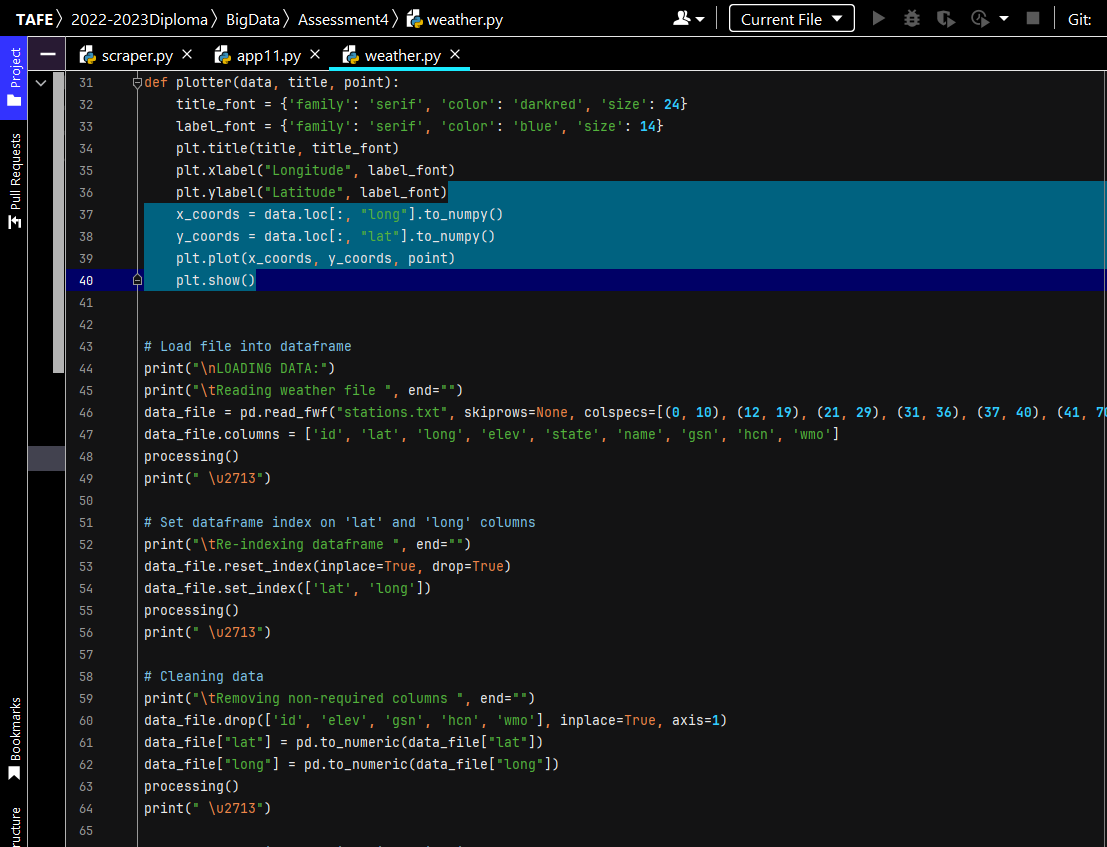 TAFE 2022-2023Diploma BigData Assessment4 weather.py Current File Git:
Project
Pull Requests
Bookmarks
ructure
scraper.py app11.py weather.py
31 def plotter(data, title, point):
32 title_font = {'family': 'serif', 'color': 'darkred', 'size': 24}
33 label_font = {'family': 'serif', 'color': 'blue', 'size': 14}
34 plt.title(title, title_font)
35 plt.xlabel("Longitude", label_font)
36 plt.ylabel("Latitude", label_font)
37 x_coords = data.loc[:, "long"].to_numpy()
38 y_coords = data.loc[:, "lat"].to_numpy()
39 plt.plot(x_coords, y_coords, point)
40 plt.show()
41
42
43 # Load file into dataframe
44 print("\nLOADING DATA:")
45 print("\tReading weather file ", end="")
46 data_file = pd.read_fwf("stations.txt", skiprows=None, colspecs=[(0, 10), (12, 19), (21, 29), (31, 36), (37, 40), (41, 70
47 data_file.columns = ['id', 'lat', 'long', 'elev', 'state', 'name', 'gsn', 'hcn', 'wmo']
48 processing()
49 print(" \u2713")
50
51 # Set dataframe index on 'lat' and 'long' columns
52 print("\tRe-indexing dataframe ", end="")
53 data_file.reset_index(inplace=True, drop=True)
54 data_file.set_index(['lat', 'long'])
55 processing()
56 print(" \u2713")
57
58 # Cleaning data
59 print("\tRemoving non-required columns ", end="")
60 data_file.drop(['id', 'elev', 'gsn', 'hcn', 'wmo'], inplace=True, axis=1)
61 data_file["lat"] = pd.to_numeric(data_file["lat"])
62 data_file["long"] = pd.to_numeric(data_file["long"])
63 processing()
64 print(" \u2713")
65